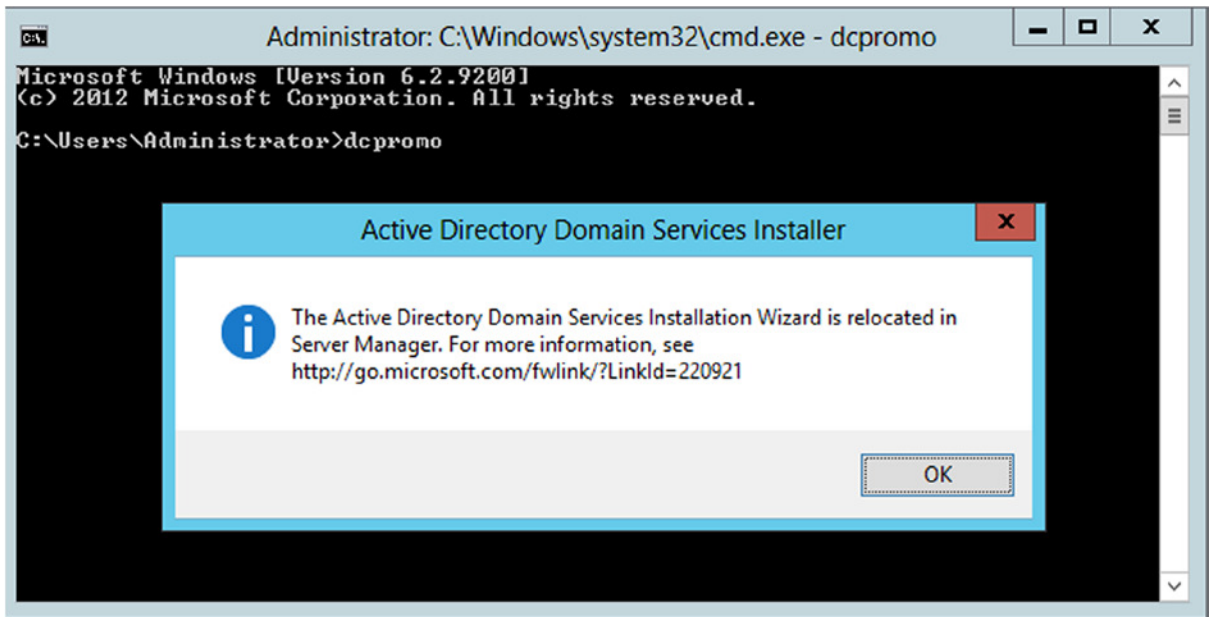 C:\.
Administrator: C:\Windows\system32\cmd.exe - dcpromo
Microsoft Windows [Version 6.2.9200]
(c) 2012 Microsoft Corporation. All rights reserved.
C:\Users\Administrator>dcpromo
Active Directory Domain Services Installer
The Active Directory Domain Services Installation Wizard is relocated in
Server Manager. For more information, see
http://go.microsoft.com/fwlink/?LinkId=220921
OK